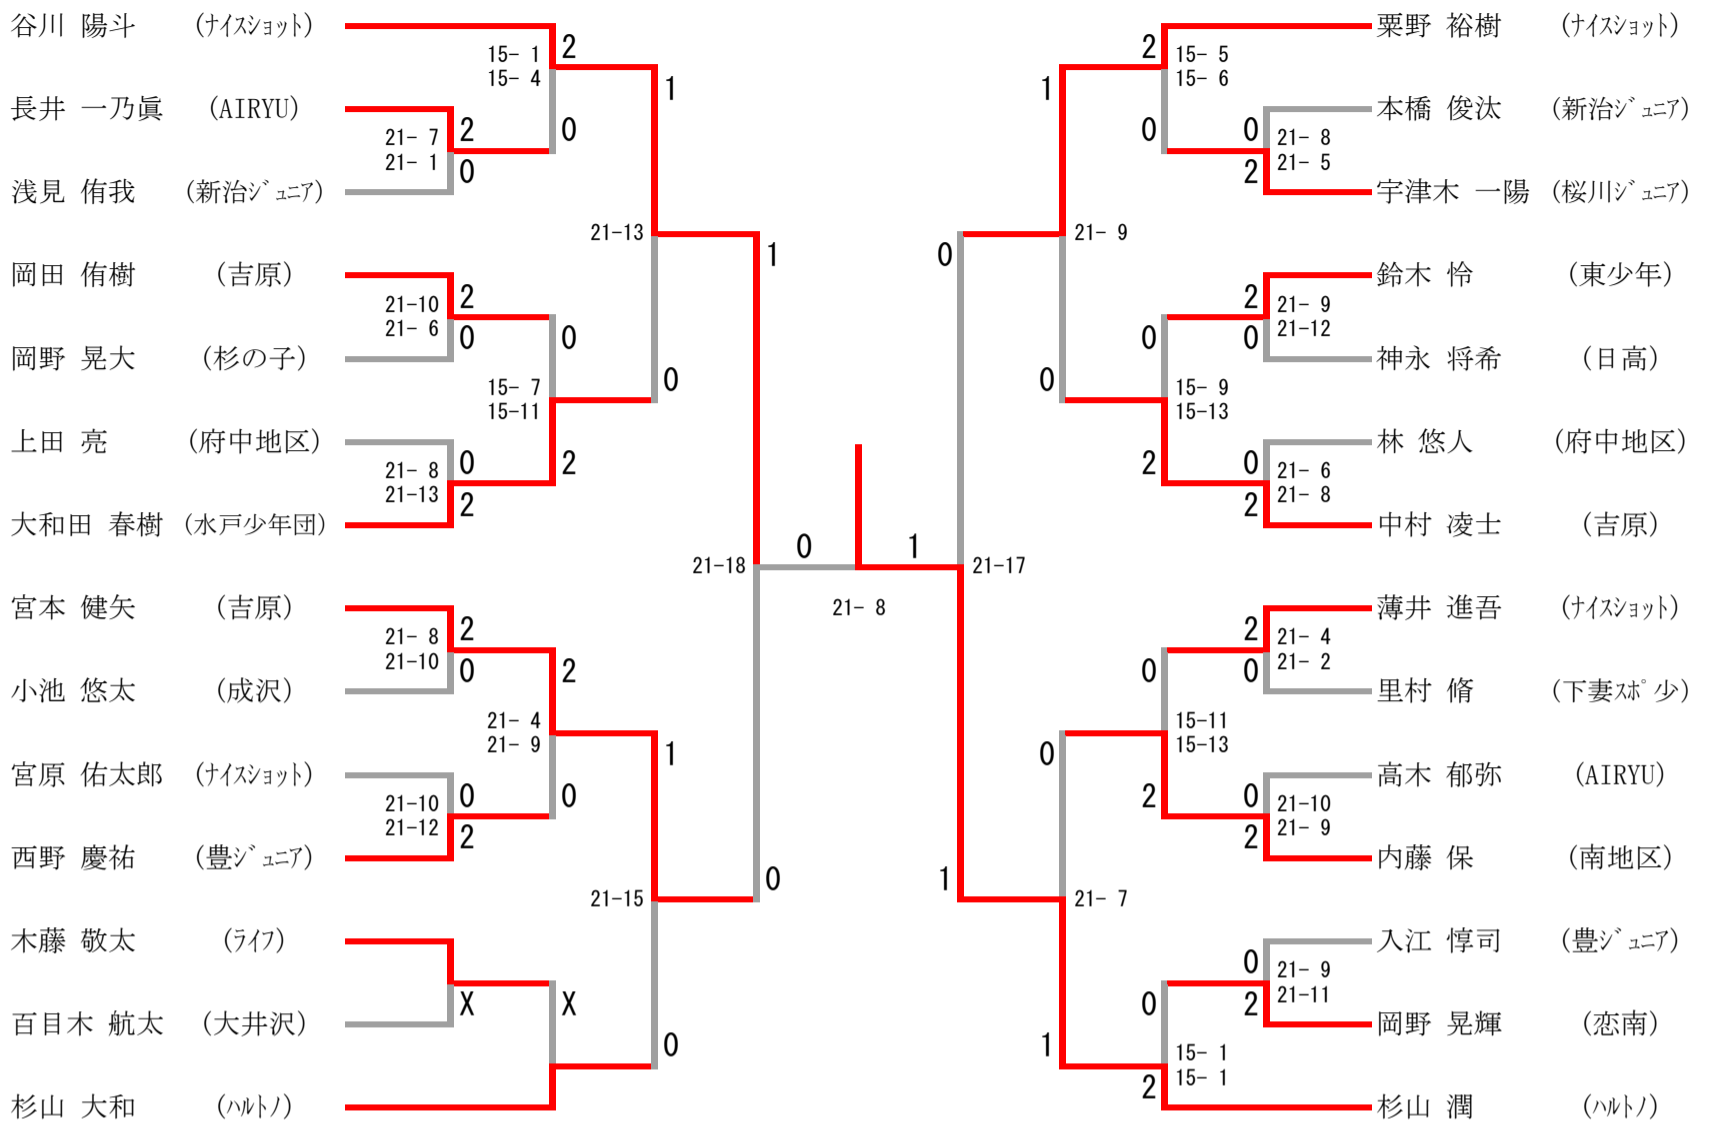 谷川 陽斗 (ナイスショット)
15- 1 2
15- 4
1
長井 一乃眞 (AIRYU)
21- 7 2 0
21- 1 0
浅見 侑我 (新治ジュニア)
21-13
1
岡田 侑樹 (吉原)
21-10 2
21- 6 0 0
岡野 晃大 (杉の子)
15- 7 0
15-11
上田 亮 (府中地区)
21- 8 0 2
21-13 2
大和田 春樹 (水戸少年団)
21-18 0
宮本 健矢 (吉原)
21- 8 2
21-10 0 2
小池 悠太 (成沢)
21- 4
21- 9 1
宮原 佑太郎 (ナイスショット)
21-10 0 0
21-12 2
西野 慶祐 (豊ジュニア)
21-15 0
木藤 敬太 (ライフ)
X X
百目木 航太 (大井沢)
0
杉山 大和 (ハルトノ)
21- 8
粟野 裕樹 (ナイスショット)
2 15- 5
15- 6
1
本橋 俊汰 (新治ジュニア)
0 0 21- 8
2 21- 5
宇津木 一陽 (桜川ジュニア)
0 21- 9
鈴木 怜 (東少年)
2 21- 9
0 0 21-12
神永 将希 (日高)
0 15- 9
15-13
林 悠人 (府中地区)
2 0 21- 6
2 21- 8
中村 凌士 (吉原)
1 21-17
薄井 進吾 (ナイスショット)
2 21- 4
0 0 21- 2
里村 脩 (下妻スポ少)
15-11
15-13
0
高木 郁弥 (AIRYU)
2 0 21-10
2 21- 9
内藤 保 (南地区)
1 21- 7
入江 惇司 (豊ジュニア)
0 21- 9
0 2 21-11
岡野 晃輝 (恋南)
1 15- 1
2 15- 1
杉山 潤 (ハルトノ)